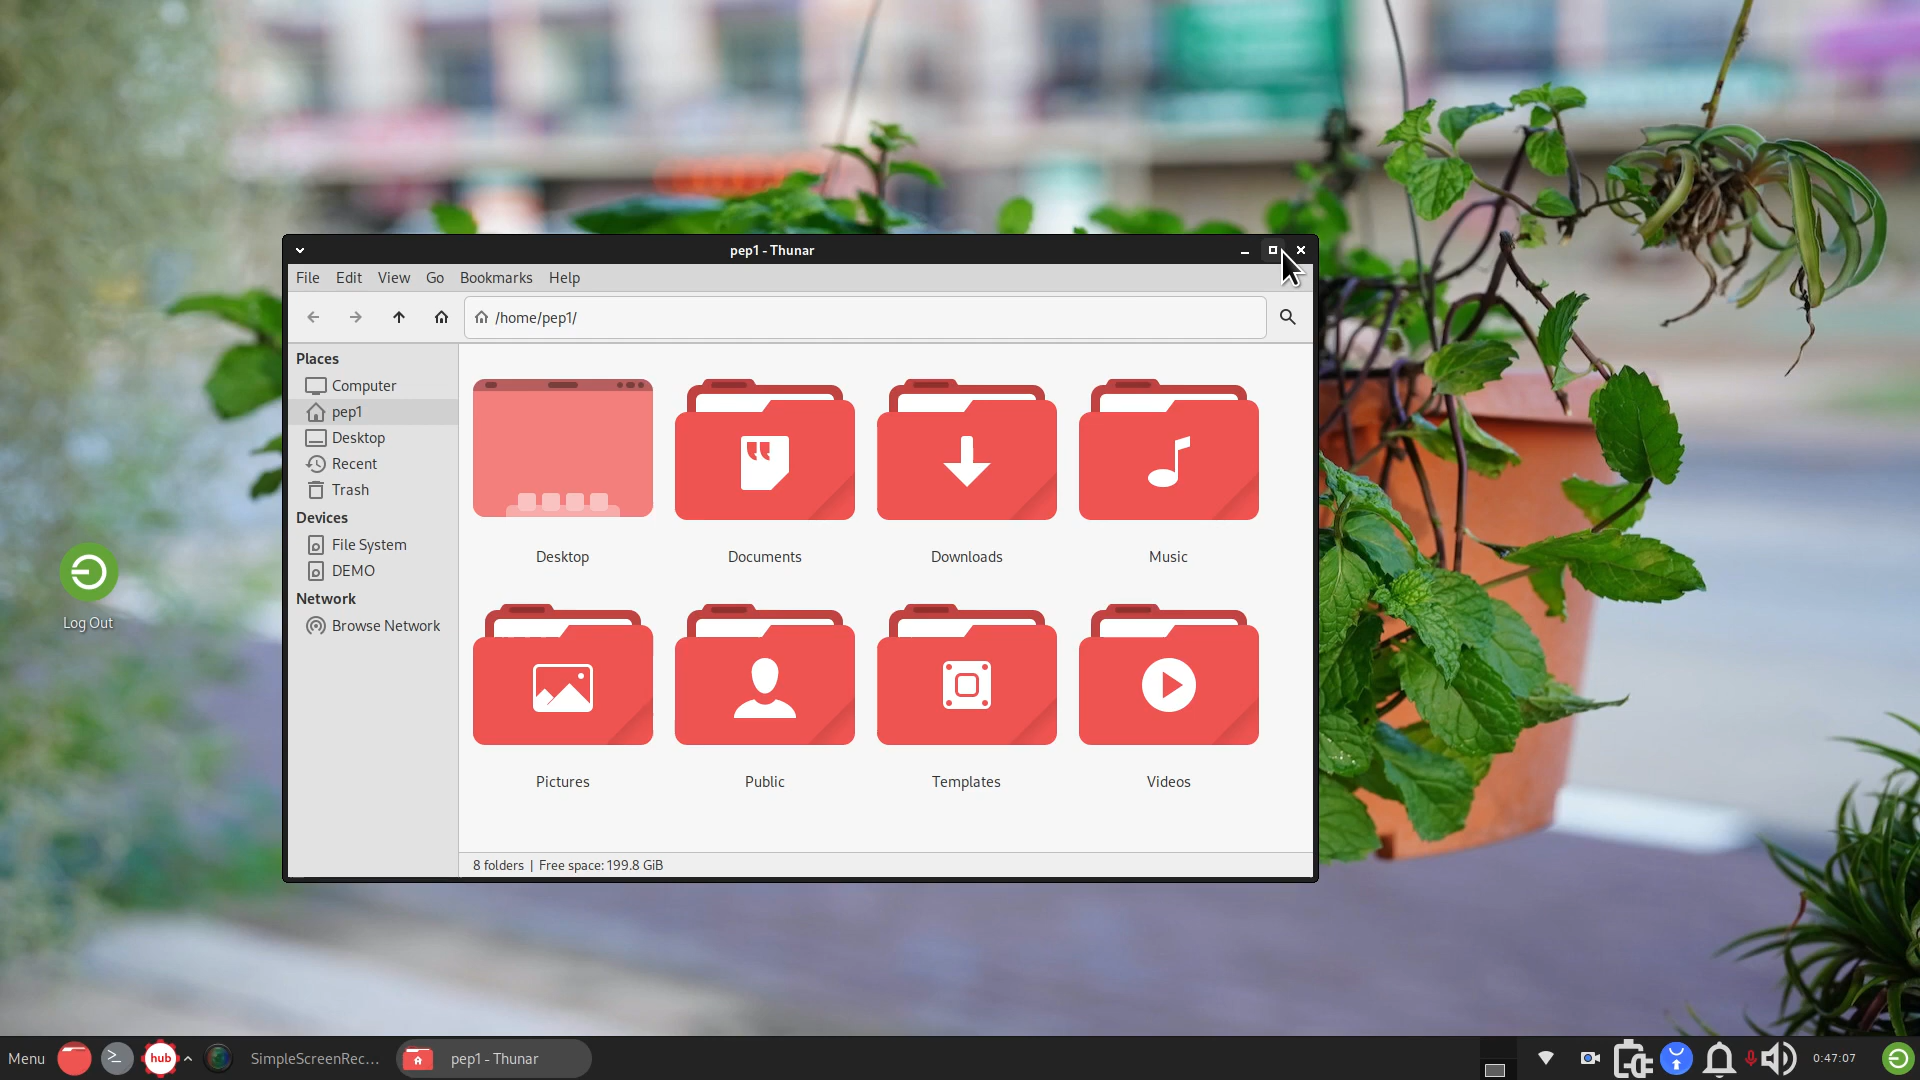 pep1 - Thunar
File Edit View Go Bookmarks Help
/home/pep1/
Places
Computer
pep1
Desktop
Recent
Trash
Devices
File System
DEMO
Network
Browse Network
Desktop Documents Downloads Music
Pictures Public Templates Videos
8 folders | Free space: 199.8 GiB
Log Out
Menu hub SimpleScreenRec... pep1 - Thunar 0:47:07